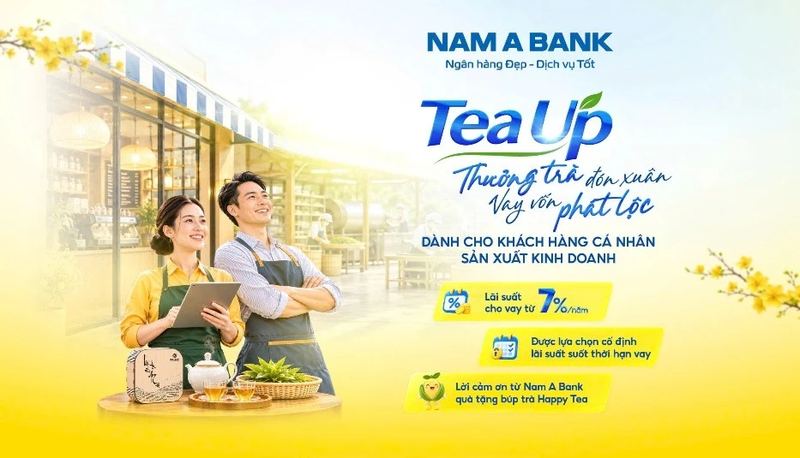 NAM A BANK
Ngân hàng Đẹp - Dịch vụ Tốt
Tea Up
Thưởng trà đón xuân
Vay vốn phát lộc
DÀNH CHO KHÁCH HÀNG CÁ NHÂN
SẢN XUẤT KINH DOANH
Lãi suất
cho vay từ 7%/năm
Được lựa chọn cố định
lãi suất suốt thời hạn vay
Lời cảm ơn từ Nam A Bank
quà tặng búp trà Happy Tea